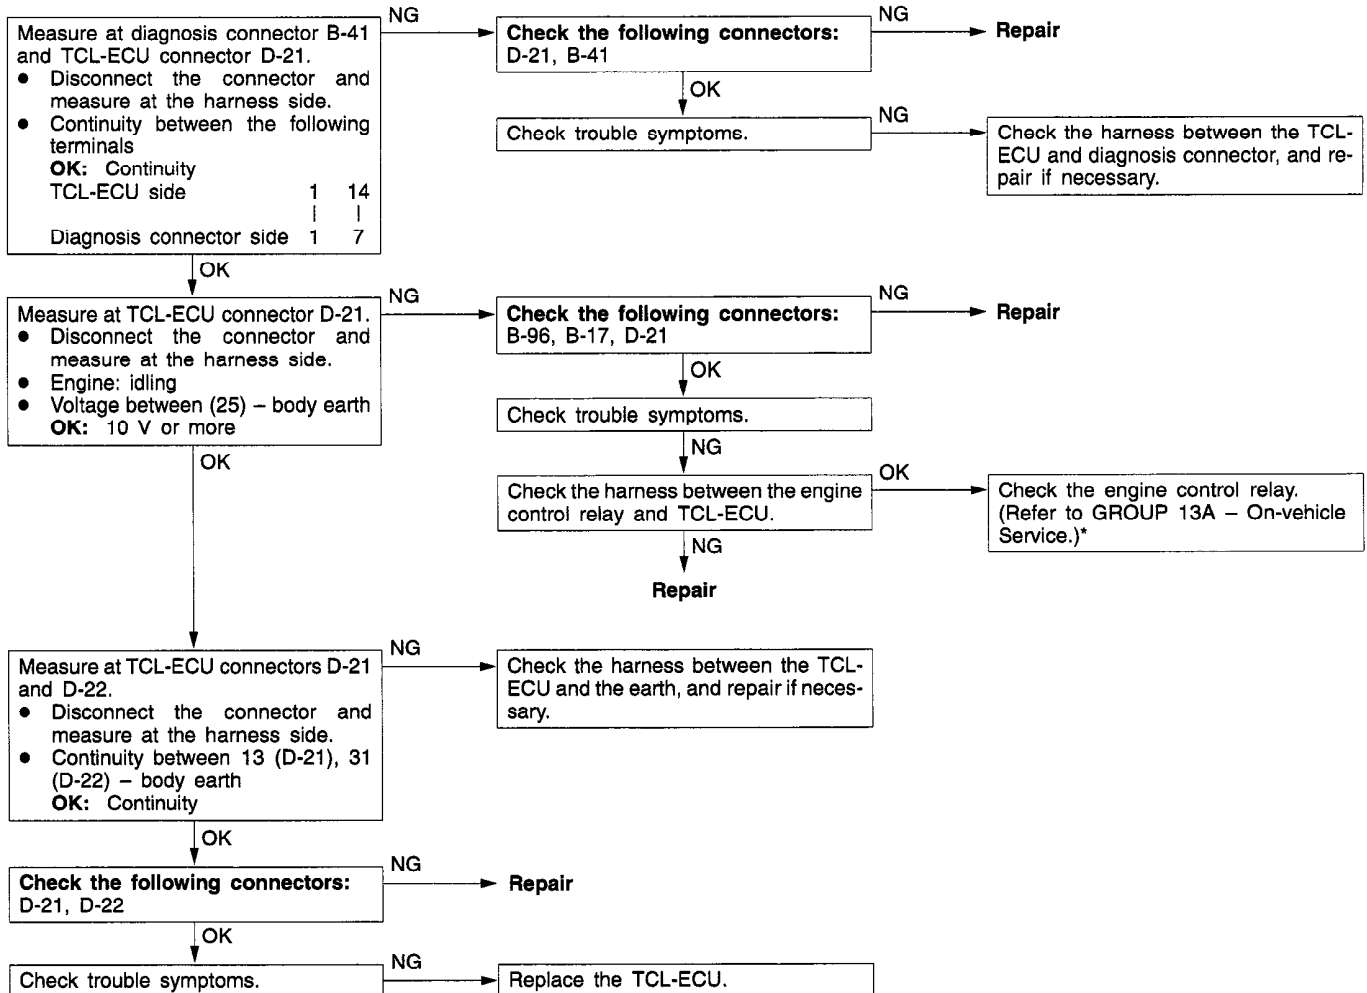 Measure at diagnosis connector B-41
and TCL-ECU connector D-21.
● Disconnect the connector and
measure at the harness side.
● Continuity between the following
terminals
OK: Continuity
TCL-ECU side 1 14
| |
Diagnosis connector side 1 7
NG
Check the following connectors:
D-21, B-41
NG
Repair
OK
Check trouble symptoms.
NG
Check the harness between the TCL-
ECU and diagnosis connector, and re-
pair if necessary.
OK
Measure at TCL-ECU connector D-21.
● Disconnect the connector and
measure at the harness side.
● Engine: idling
● Voltage between (25) – body earth
OK: 10 V or more
NG
Check the following connectors:
B-96, B-17, D-21
NG
Repair
OK
Check trouble symptoms.
NG
Check the harness between the engine
control relay and TCL-ECU.
OK
Check the engine control relay.
(Refer to GROUP 13A – On-vehicle
Service.)*
NG
Repair
OK
Measure at TCL-ECU connectors D-21
and D-22.
● Disconnect the connector and
measure at the harness side.
● Continuity between 13 (D-21), 31
(D-22) – body earth
OK: Continuity
NG
Check the harness between the TCL-
ECU and the earth, and repair if neces-
sary.
OK
Check the following connectors:
D-21, D-22
NG
Repair
OK
Check trouble symptoms.
NG
Replace the TCL-ECU.